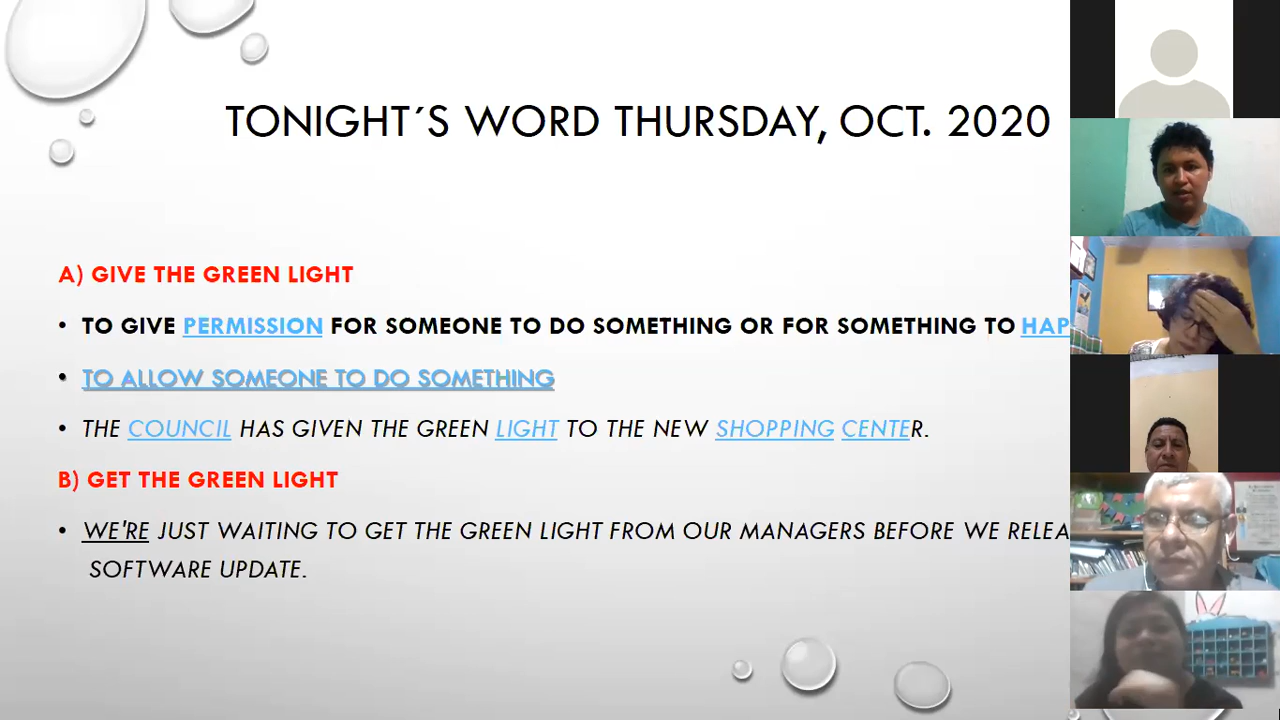 TONIGHT´S WORD THURSDAY, OCT. 2020
A) GIVE THE GREEN LIGHT
• TO GIVE PERMISSION FOR SOMEONE TO DO SOMETHING OR FOR SOMETHING TO HAP
• TO ALLOW SOMEONE TO DO SOMETHING
• THE COUNCIL HAS GIVEN THE GREEN LIGHT TO THE NEW SHOPPING CENTER.
B) GET THE GREEN LIGHT
• WE'RE JUST WAITING TO GET THE GREEN LIGHT FROM OUR MANAGERS BEFORE WE RELEA
SOFTWARE UPDATE.